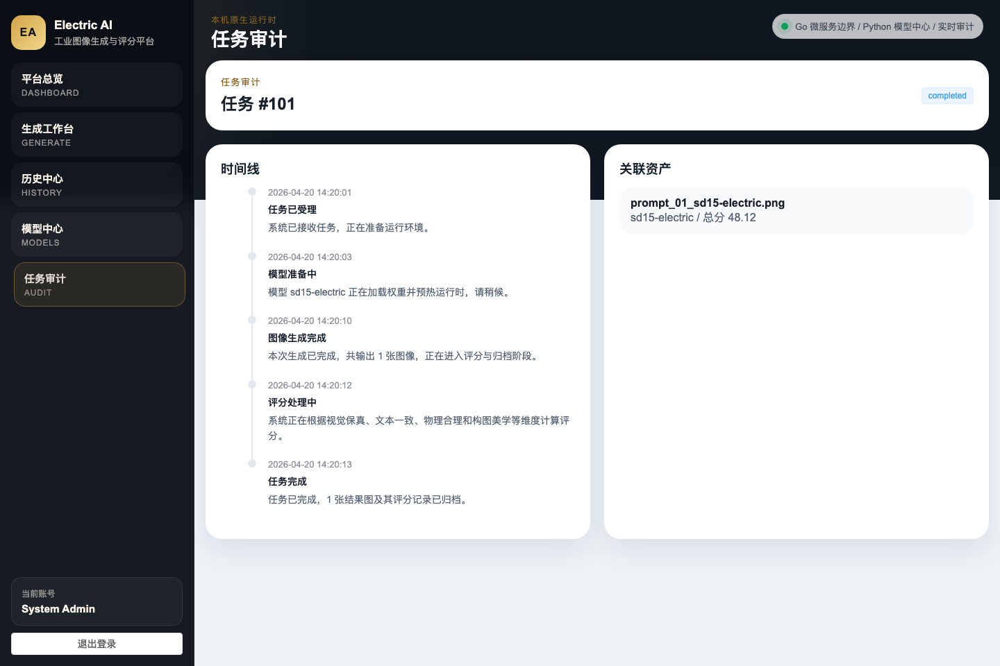 EA
Electric AI
工业图像生成与评分平台
平台总览
DASHBOARD
生成工作台
GENERATE
历史中心
HISTORY
模型中心
MODELS
任务审计
AUDIT
当前账号
System Admin
退出登录
本机原生运行时
任务审计
Go 微服务边界 / Python 模型中心 / 实时审计
任务审计
任务 #101
completed
时间线
2026-04-20 14:20:01
任务已受理
系统已接收任务，正在准备运行环境。
2026-04-20 14:20:03
模型准备中
模型 sd15-electric 正在加载权重并预热运行时，请稍候。
2026-04-20 14:20:10
图像生成完成
本次生成已完成，共输出 1 张图像，正在进入评分与归档阶段。
2026-04-20 14:20:12
评分处理中
系统正在根据视觉保真、文本一致、物理合理和构图美学等维度计算评
分。
2026-04-20 14:20:13
任务完成
任务已完成，1 张结果图及其评分记录已归档。
关联资产
prompt_01_sd15-electric.png
sd15-electric / 总分 48.12